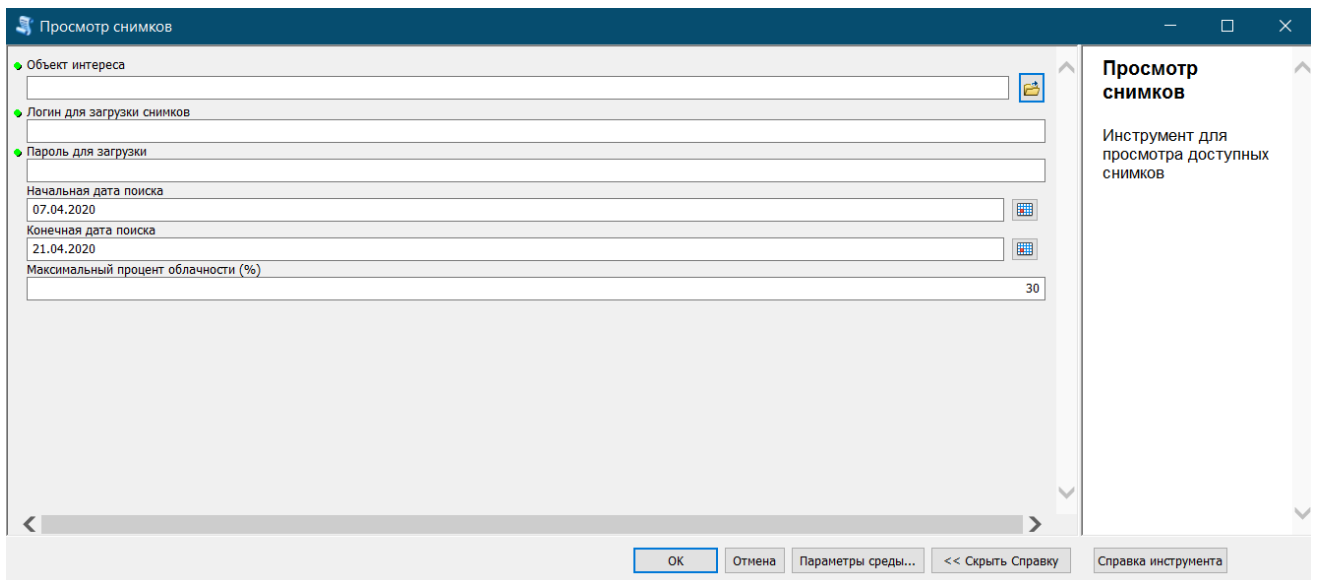 Просмотр снимков
Объект интереса
Логин для загрузки снимков
Пароль для загрузки
Начальная дата поиска
07.04.2020
Конечная дата поиска
21.04.2020
Максимальный процент облачности (%)
30
Просмотр
снимков
Инструмент для
просмотра доступных
снимков
OK
Отмена
Параметры среды...
<< Скрыть Справку
Справка инструмента